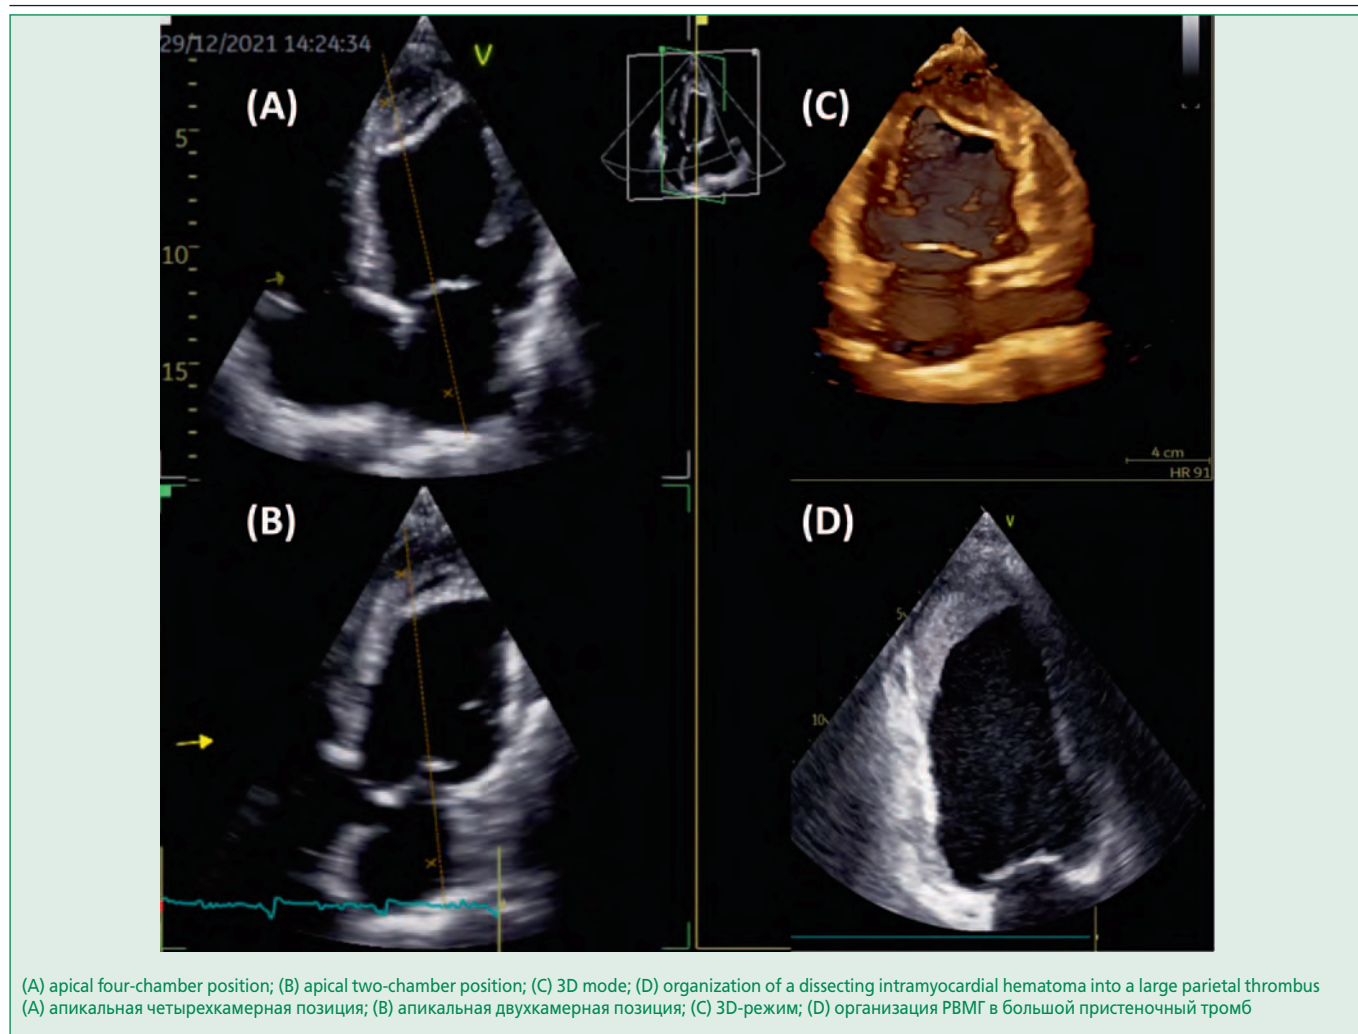 29/12/2021 14:24:34
V
(A)
5
10
15
(C)
4 cm
HR 91
(B)
(D)
V
5
10
(A) apical four-chamber position; (B) apical two-chamber position; (C) 3D mode; (D) organization of a dissecting intramyocardial hematoma into a large parietal thrombus
(A) апикальная четырехкамерная позиция; (B) апикальная двухкамерная позиция; (C) 3D-режим; (D) организация РВМГ в большой пристеночный тромб